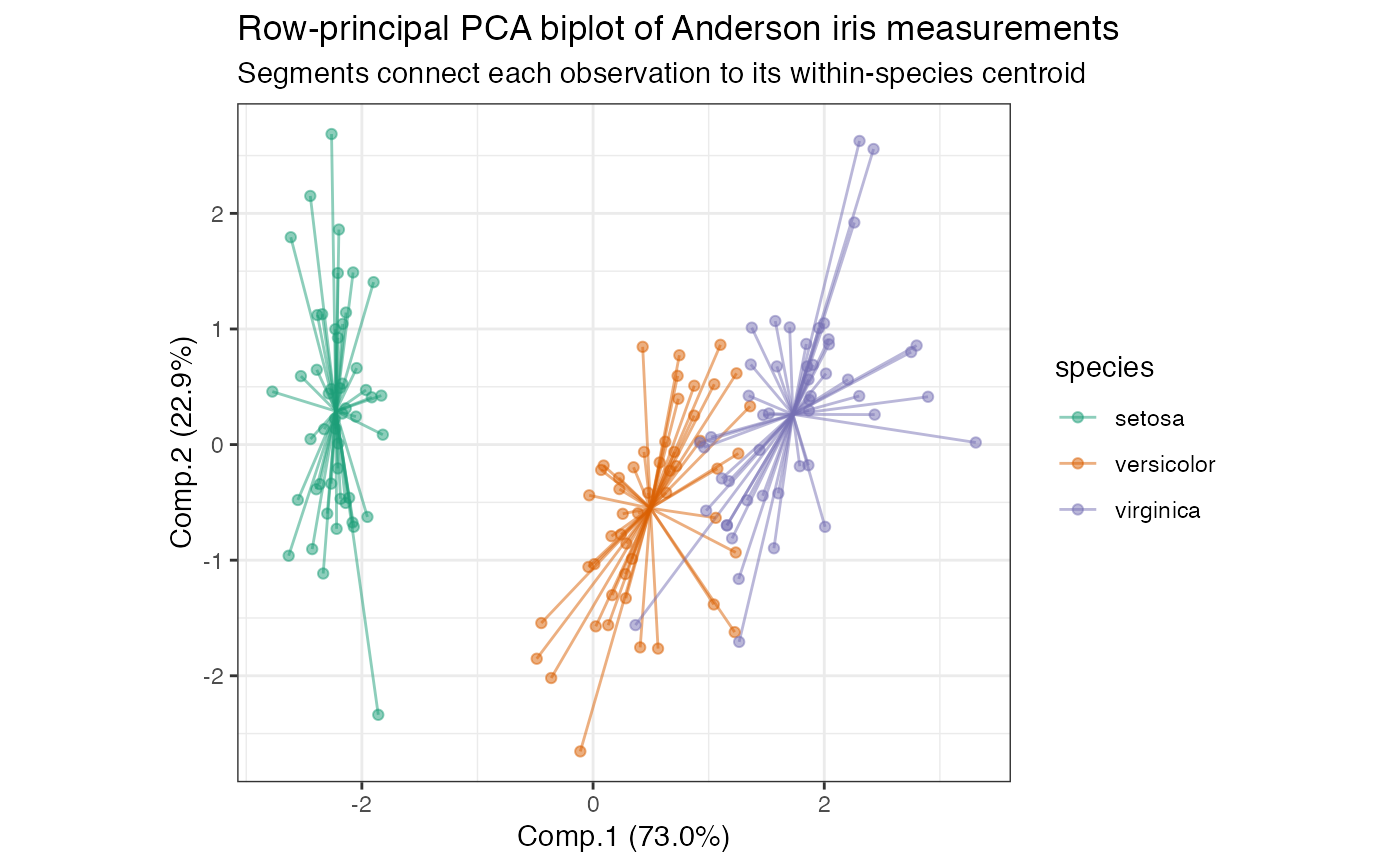 Row-principal PCA biplot of Anderson iris measurements
Segments connect each observation to its within-species centroid
Comp.2 (22.9%)
2
1
0
-1
-2
-2
0
2
Comp.1 (73.0%)
species
setosa
versicolor
virginica